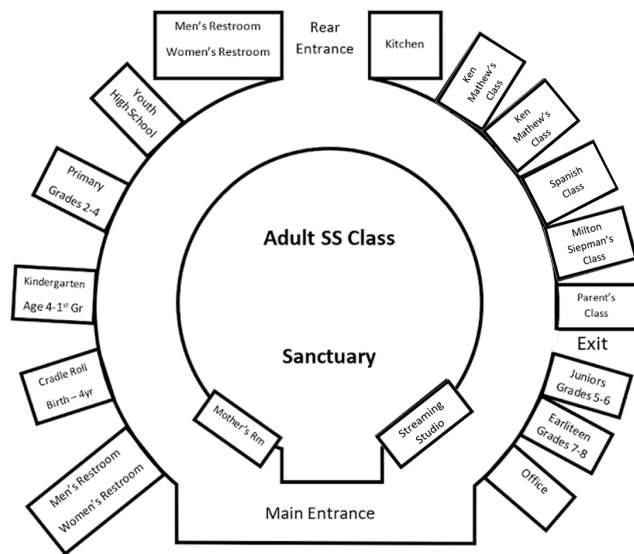 Men's Restroom
Women's Restroom
Rear
Entrance
Kitchen
Ken
Mathew's
Class
Ken
Mathew's
Class
Spanish
Class
Milton
Siepman's
Class
Parent's
Class
Exit
Juniors
Grades 5-6
Earliteen
Grades 7-8
Office
Main Entrance
Men's Restroom
Women's Restroom
Cradle Roll
Birth – 4yr
Kindergarten
Age 4-1st Gr
Primary
Grades 2-4
Youth
High School
Adult SS Class
Sanctuary
Mother's Rm
Streaming
Studio